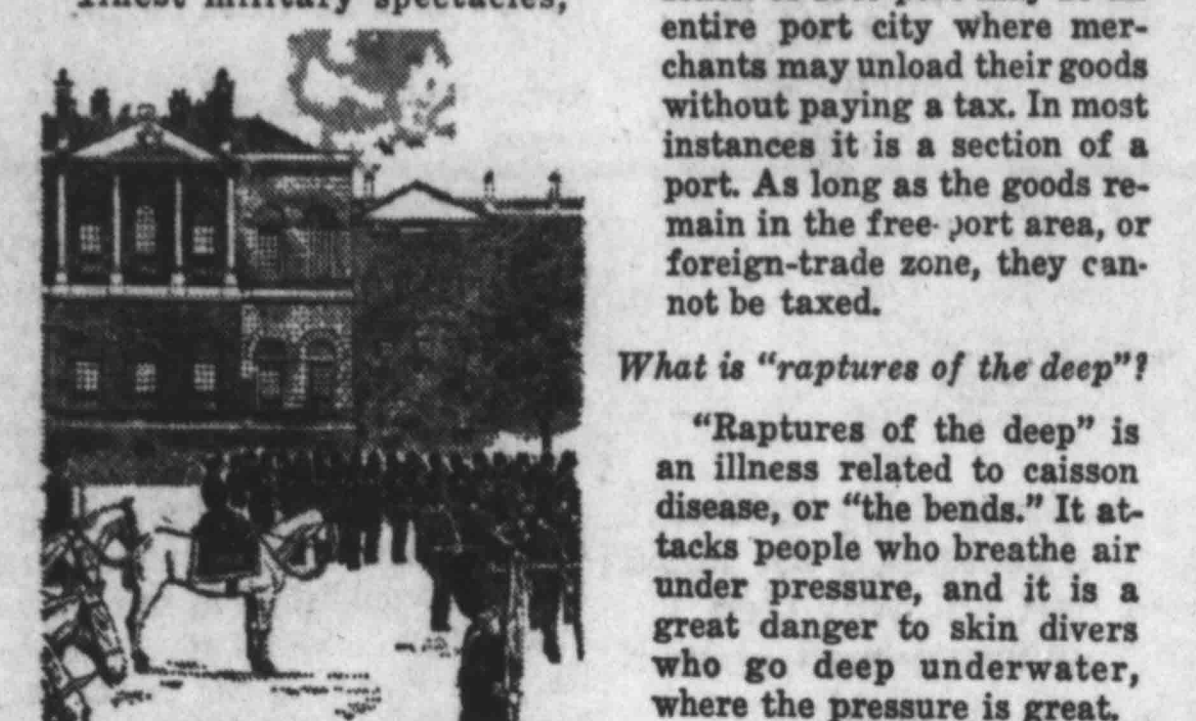 finest military spectacles,
entire port city where mer-
chants may unload their goods
without paying a tax. In most
instances it is a section of a
port. As long as the goods re-
main in the free-port area, or
foreign-trade zone, they can-
not be taxed.
What is "raptures of the deep"?
"Raptures of the deep" is
an illness related to caisson
disease, or "the bends." It at-
tacks people who breathe air
under pressure, and it is a
great danger to skin divers
who go deep underwater,
where the pressure is great.